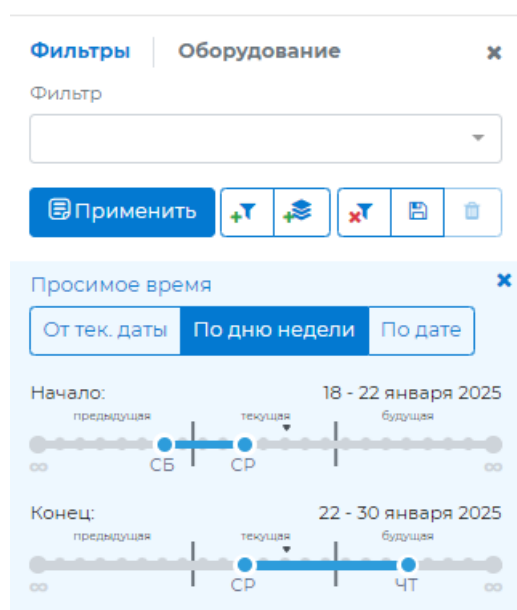 Фильтры Оборудование
Фильтр
Применить
Просимое время
От тек. даты По дню недели По дате
Начало: 18 - 22 января 2025
предыдущая текущая будущая
∞ СБ СР ∞
Конец: 22 - 30 января 2025
предыдущая текущая будущая
∞ СР ЧТ ∞